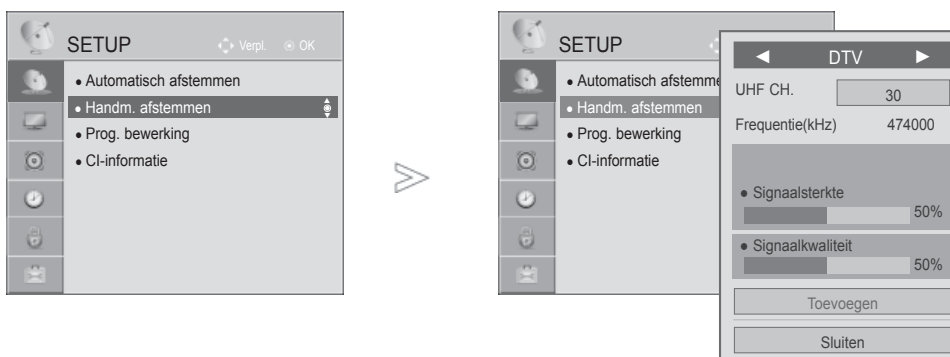 SETUP
Verpl. OK
Automatisch afstemmen
Handm. afstemmen
Prog. bewerking
CI-informatie
SETUP
Automatisch afstemme
Handm. afstemmen
Prog. bewerking
CI-informatie
DTV
UHF CH. 30
Frequentie(kHz) 474000
Signaalsterkte
50%
Signaalkwaliteit
50%
Toevoegen
Sluiten